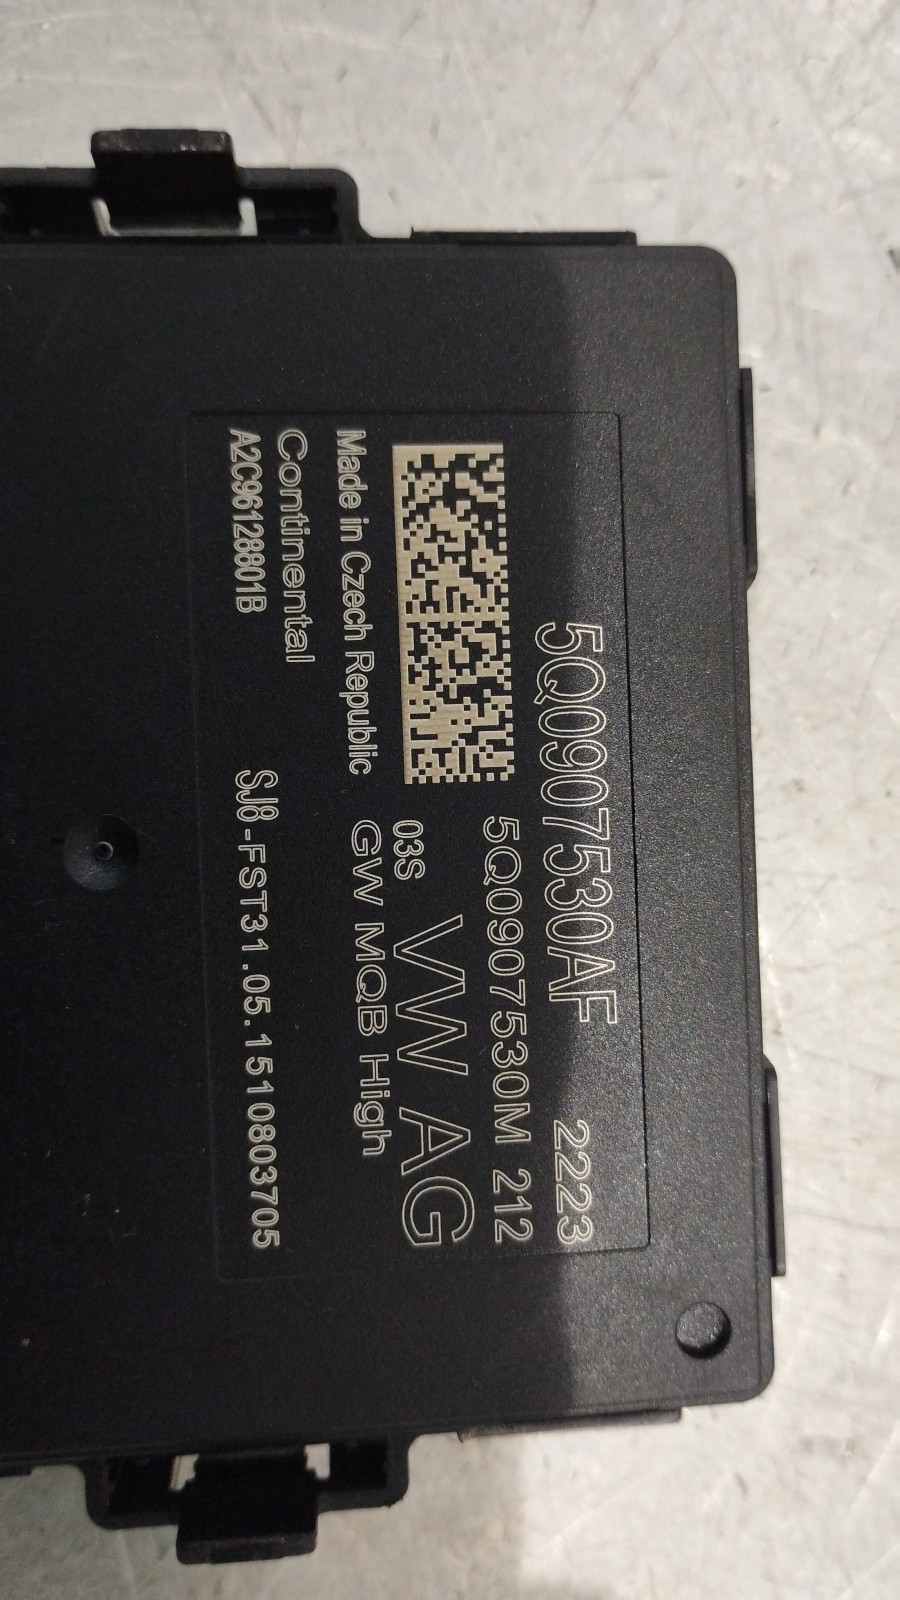 5Q0907530AF 2223
5Q0907530M 212
03S VW AG
GW MQB High
Made in Czech Republic
Continental
A2C96128801B SJ8-FST31.05.1510803705